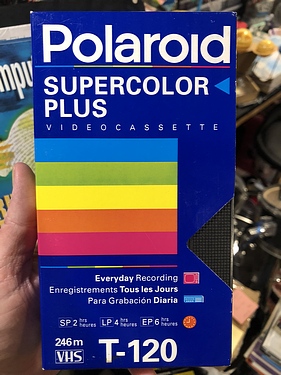 Polaroid
SUPERCOLOR
PLUS
VIDEOCASSETTE
Everyday Recording
Enregistrements Tous les Jours
Para Grabación Diaria
SP 2 hrs heures LP 4 hrs heures EP 6 hrs heures
246 m
VHS T-120